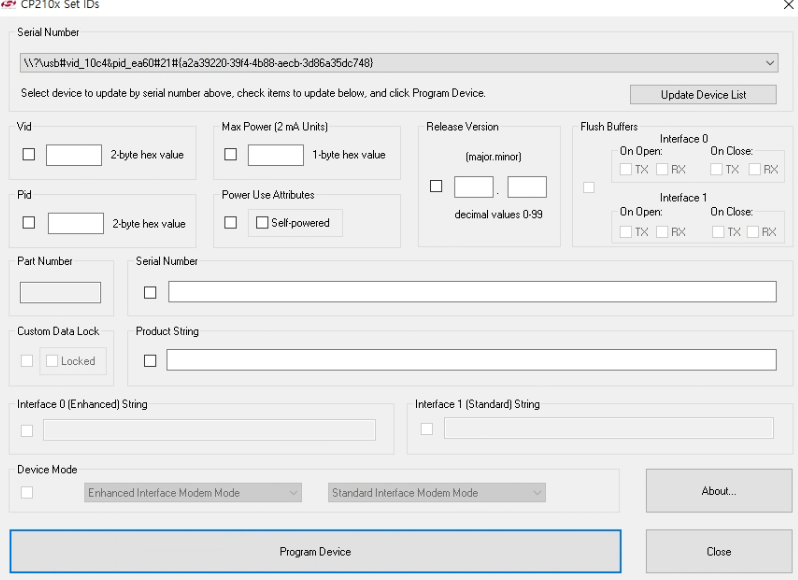 CP210x Set IDs
Serial Number
\\?\usb#vid_10c4&pid_ea60#21#{a2a39220-39f4-4b88-aecb-3d86a35dc748}
Select device to update by serial number above, check items to update below, and click Program Device.
Update Device List
Vid
2-byte hex value
Max Power (2 mA Units)
1-byte hex value
Release Version
(major.minor)
.
decimal values 0-99
Flush Buffers
Interface 0
On Open: On Close:
TX RX TX RX
Interface 1
On Open: On Close:
TX RX TX RX
Pid
2-byte hex value
Power Use Attributes
Self-powered
Part Number
Serial Number
Custom Data Lock
Locked
Product String
Interface 0 (Enhanced) String
Interface 1 (Standard) String
Device Mode
Enhanced Interface Modem Mode
Standard Interface Modem Mode
About...
Program Device
Close